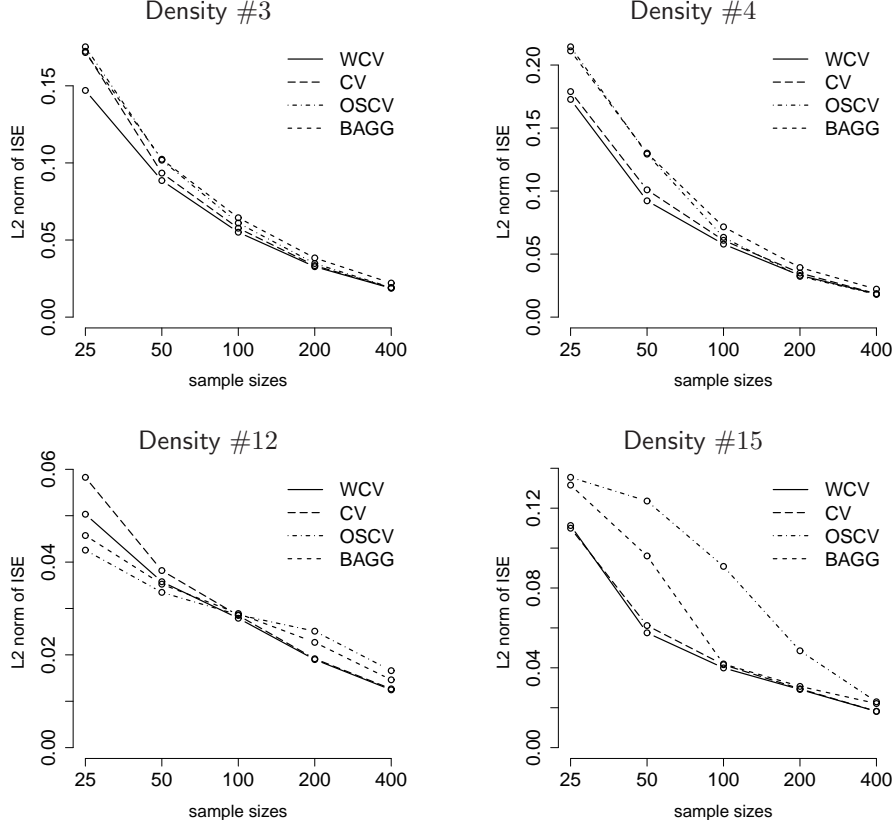 Density #3
L2 norm of ISE
0.00 0.05 0.10 0.15
WCV
CV
OSCV
BAGG
25 50 100 200 400
sample sizes
Density #4
L2 norm of ISE
0.00 0.05 0.10 0.15 0.20
WCV
CV
OSCV
BAGG
25 50 100 200 400
sample sizes
Density #12
L2 norm of ISE
0.00 0.02 0.04 0.06
WCV
CV
OSCV
BAGG
25 50 100 200 400
sample sizes
Density #15
L2 norm of ISE
0.00 0.04 0.08 0.12
WCV
CV
OSCV
BAGG
25 50 100 200 400
sample sizes